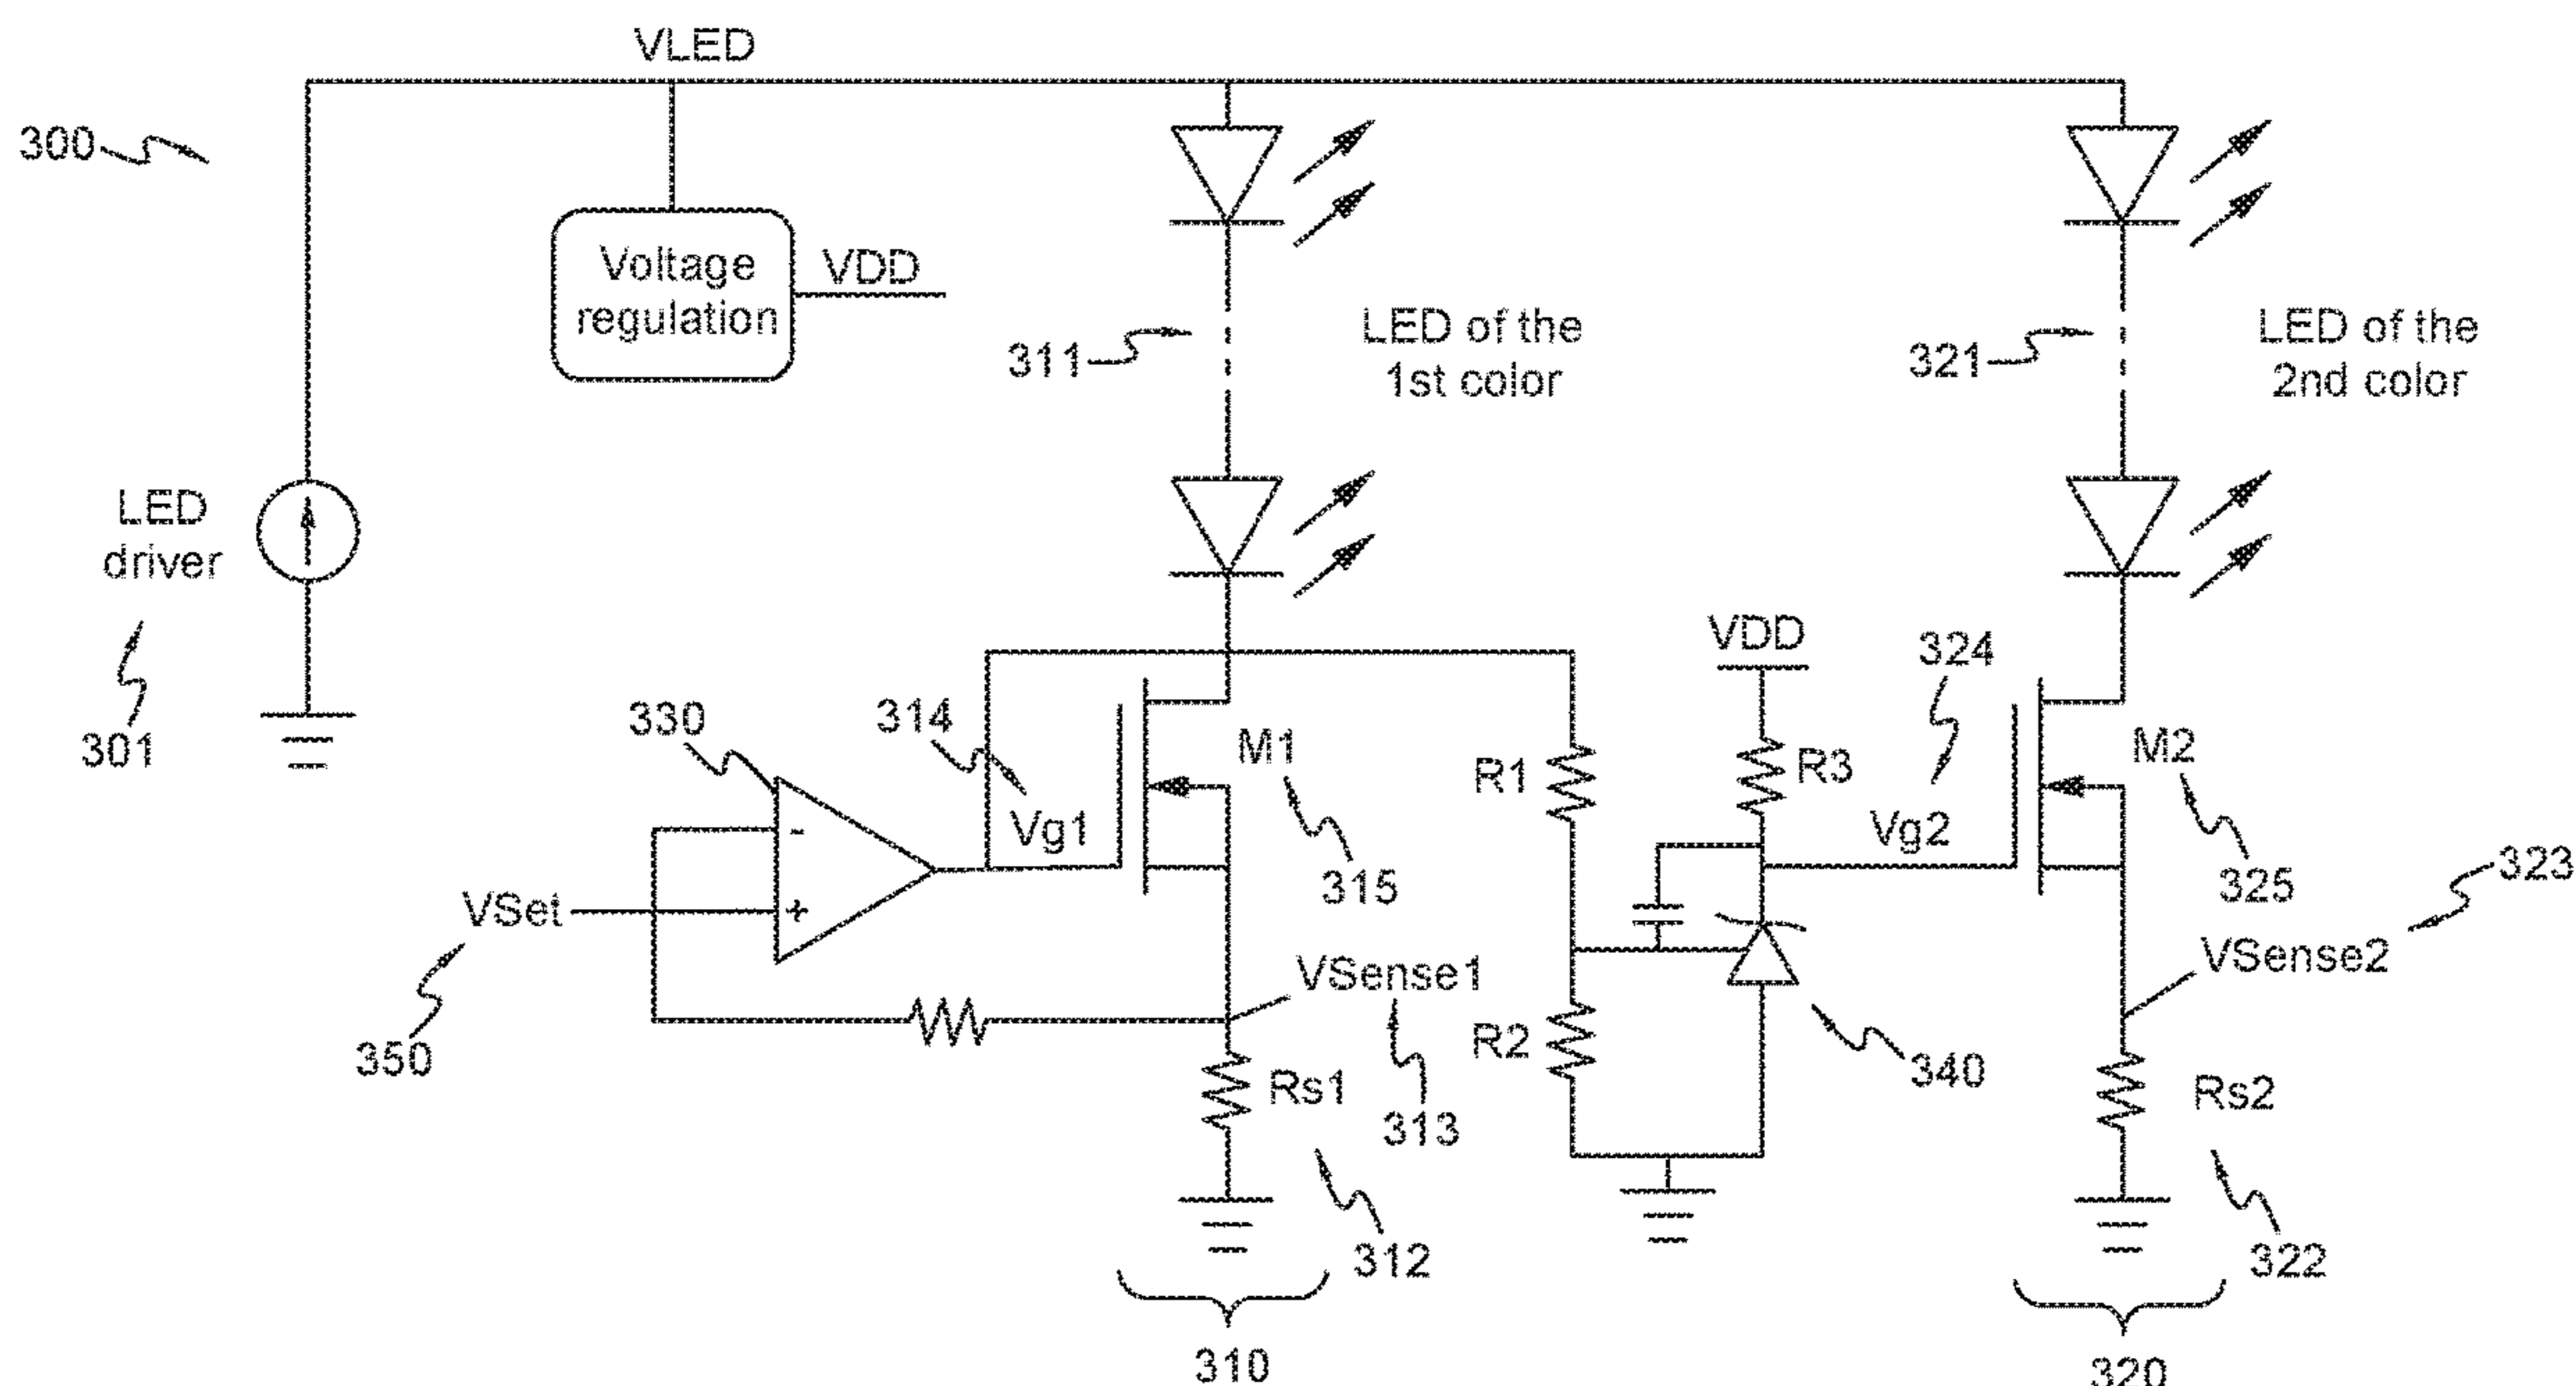 VLED
300
Voltage
regulation
VDD
311
LED of the
1st color
321
LED of the
2nd color
LED
driver
301
330
314
Vg1
M1
315
R1
VDD
R3
324
Vg2
M2
325
323
-
+
VSet
350
VSense1
313
Rs1
312
R2
340
VSense2
Rs2
322
310
320